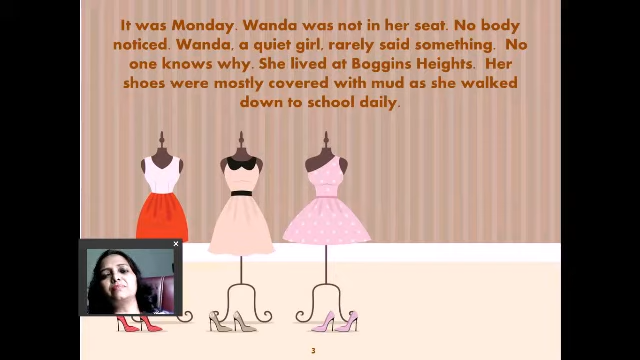 It was Monday. Wanda was not in her seat. No body
noticed. Wanda, a quiet girl, rarely said something.  No
one knows why. She lived at Boggins Heights.  Her
shoes were mostly covered with mud as she walked
down to school daily.
3